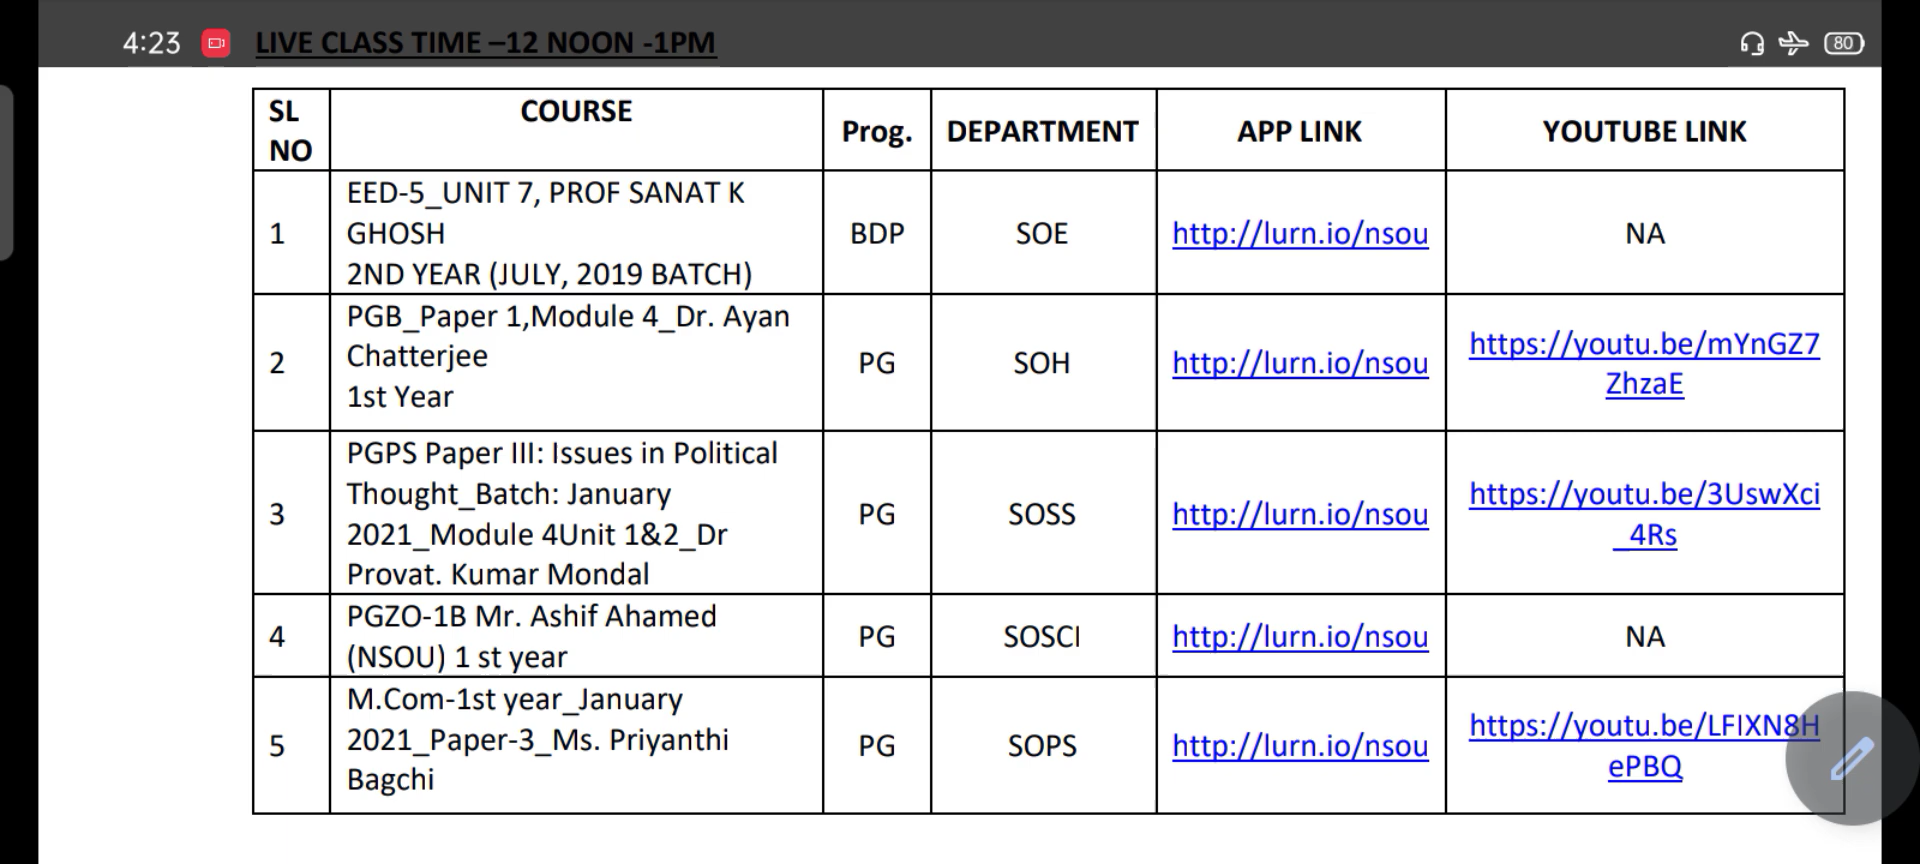 4:23
LIVE CLASS TIME –12 NOON -1PM
80
SL NO COURSE Prog. DEPARTMENT APP LINK YOUTUBE LINK
1
EED-5_UNIT 7, PROF SANAT K
GHOSH
2ND YEAR (JULY, 2019 BATCH)
BDP
SOE
http://lurn.io/nsou
NA
2
PGB_Paper 1,Module 4_Dr. Ayan
Chatterjee
1st Year
PG
SOH
http://lurn.io/nsou
https://youtu.be/mYnGZ7
ZhzaE
3
PGPS Paper III: Issues in Political
Thought_Batch: January
2021_Module 4Unit 1&2_Dr
Provat. Kumar Mondal
PG
SOSS
http://lurn.io/nsou
https://youtu.be/3UswXci
_4Rs
4
PGZO-1B Mr. Ashif Ahamed
(NSOU) 1 st year
PG
SOSCI
http://lurn.io/nsou
NA
5
M.Com-1st year_January
2021_Paper-3_Ms. Priyanthi
Bagchi
PG
SOPS
http://lurn.io/nsou
https://youtu.be/LFIXN8H
ePBQ